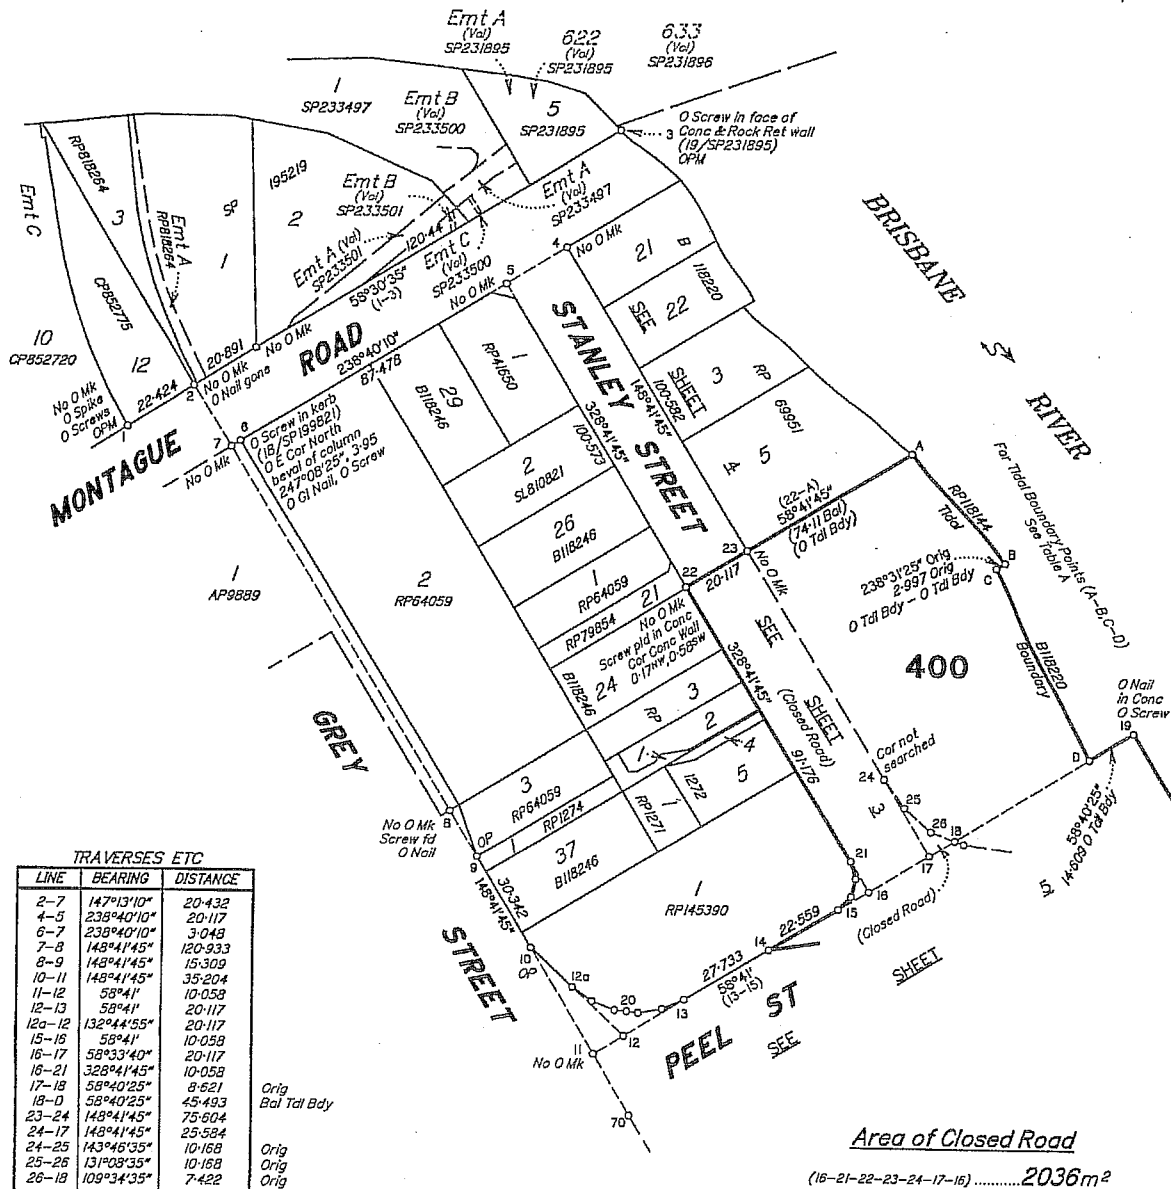 Emt A
(Vol)
SP231895
622
(Vol)
SP231895
633
(Vol)
SP231896
1
SP233497
Emt B
(Vol)
SP233500
5
SP231895
3
O Screw in face of
Conc & Rock Ret wall
(19/SP231895)
OPM
Emt C
RP818264
3
Emt A
RP818264
SP
195219
1
2
Emt B
(Vol)
SP233501
Emt A
(Vol)
SP233497
Emt A (Vol)
SP233501
120·44
Emt C
(Vol)
SP233500
58°30'35"
(1-3)
10
CP852720
CP852775
12
22·424
20·891
No O Mk
No O Mk
O Nail gone
2
No O Mk
O Spike
O Screws
OPM
1
MONTAGUE
ROAD
238°40'10"
87·478
No O Mk
5
4
No O Mk
7
No O Mk
6
O Screw in kerb
(18/SP199821)
O E Cor North
bevel of column
247°08'25", 3·95
O GI Nail, O Screw
BRISBANE
RIVER
For Tidal Boundary Points (A-B,C-D)
See Table A
21
B
118220
22
SEE
SHEET
3
RP
69951
4
5
STANLEY
STREET
148°41'45"
100·582
328°41'45"
100·573
29
B118246
1
RP41650
2
SL810821
26
B118246
1
RP64059
21
RP79854
2
RP64059
1
AP9889
22
No O Mk
Screw pld in Conc
Cor Conc Wall
0·17NW, 0·58SW
20·117
23
No O Mk
(22-A)
58°41'45"
(74·11 Bal)
(O Tdl Bdy)
A
RP118144
Tidal
B
C
238°31'25" Orig
2·997 Orig
O Tdl Bdy - O Tdl Bdy
B118220
Boundary
400
24
B118246
3
RP
2
1
4
5
1272
1
RP1271
SEE
SHEET
3
(Closed Road)
328°41'45"
91·176
Cor not
searched
24
25
26
18
17
O Nail
in Conc
O Screw
19
D
58°40'25"
14·609 O Tdl Bdy
5
SHEET
GREY
STREET
3
RP64059
1
RP1274
37
B118246
1
RP145390
8
No O Mk
Screw fd
O Nail
OP
9
30·342
148°41'45"
10
OP
21
16
15
22·559
14
27·733
58°41'
(13-15)
(Closed Road)
12a
20
13
12
11
No O Mk
70
PEEL ST
SEE
TRAVERSES ETC
LINE BEARING DISTANCE
2-7 147°13'10" 20·432
4-5 238°40'10" 20·117
6-7 238°40'10" 3·048
7-8 148°41'45" 120·933
8-9 148°41'45" 15·309
10-11 148°41'45" 35·204
11-12 58°41' 10·058
12-13 58°41' 20·117
12a-12 132°44'55" 20·117
15-16 58°41' 10·058
16-17 58°33'40" 20·117
16-21 328°41'45" 10·058
17-18 58°40'25" 8·621 Orig
18-D 58°40'25" 45·493 Bal Tdl Bdy
23-24 148°41'45" 75·604
24-17 148°41'45" 25·584
24-25 143°46'35" 10·168 Orig
25-26 131°08'35" 10·168 Orig
26-18 109°34'35" 7·422 Orig
Area of Closed Road
(16-21-22-23-24-17-16) ..........2036m²